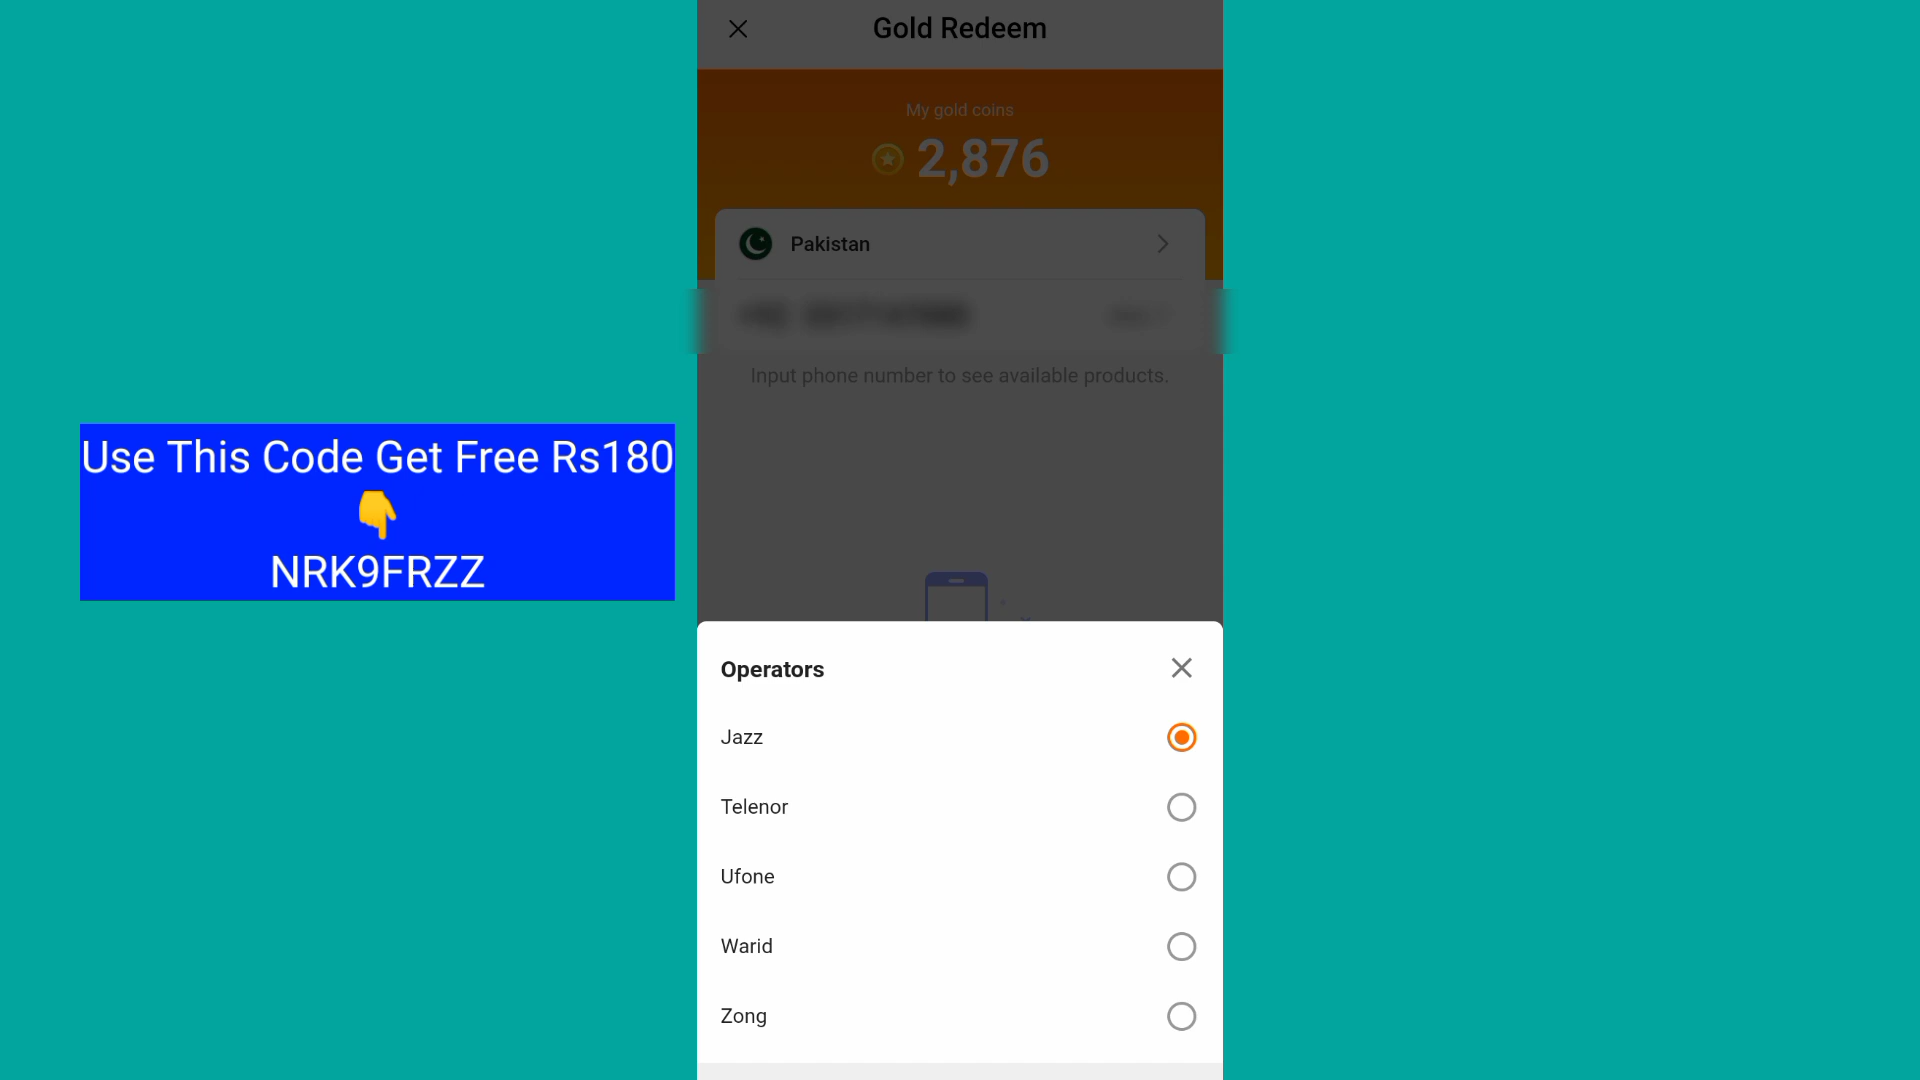 Gold Redeem
My gold coins
2,876
Pakistan
Input phone number to see available products.
Use This Code Get Free Rs180
👇
NRK9FRZZ
Operators
Jazz
Telenor
Ufone
Warid
Zong